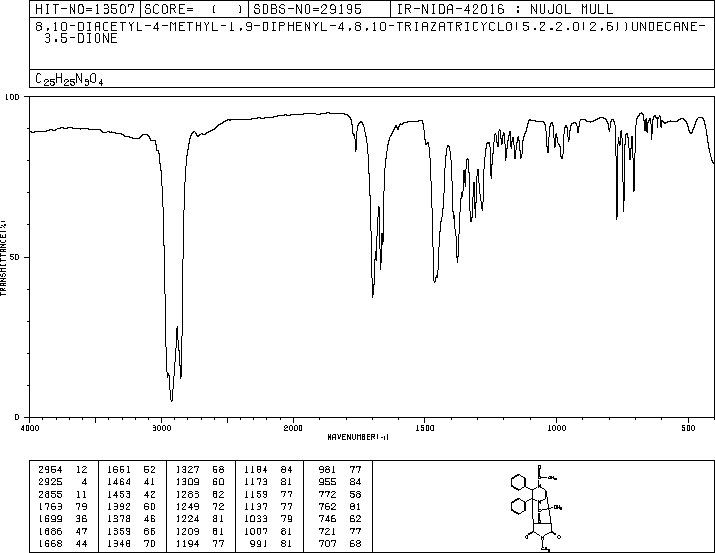 HIT-NO=13507 SCORE= ( ) SDBS-NO=29195 IR-NIDA-42016 : NUJOL MULL
8,10-DIACETYL-4-METHYL-1,9-DIPHENYL-4,8,10-TRIAZATRICYCLO(5.2.2.0(2,6))UNDECANE-
3,5-DIONE
C25H25N3O4
100
TRANSMITTANCE(%)
50
0
4000 3000 2000 1500 1000 500
WAVENUMBER(-1)
2964 12 1661 52 1327 68 1184 84 981 77
2925 4 1464 41 1309 60 1173 81 955 84
2855 11 1453 42 1283 62 1159 77 772 58
1763 79 1392 60 1249 72 1137 77 762 81
1699 36 1378 46 1224 81 1033 79 746 62
1686 47 1359 66 1209 81 1007 81 721 77
1668 44 1348 70 1194 77 991 81 707 68